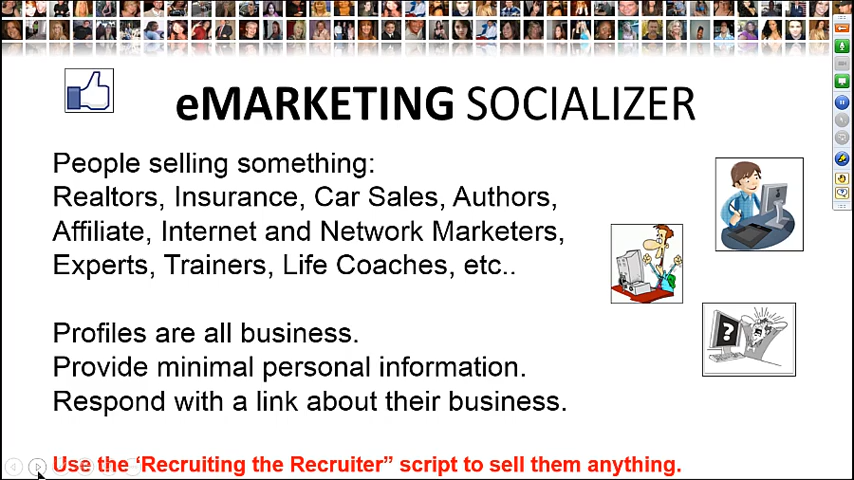 eMARKETING SOCIALIZER
People selling something:
Realtors, Insurance, Car Sales, Authors,
Affiliate, Internet and Network Marketers,
Experts, Trainers, Life Coaches, etc..
?
Profiles are all business.
Provide minimal personal information.
Respond with a link about their business.
Use the ‘Recruiting the Recruiter” script to sell them anything.